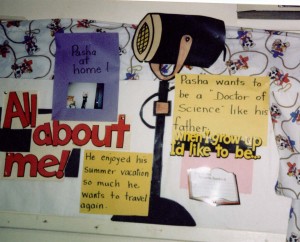 Pasha
at home!
Pasha wants to
be a "Doctor of
Science" like his
father.
All
about
me!
When I grow up
I'd like to be...
He enjoyed his
Summer vacation
so much he
wants to travel
again.